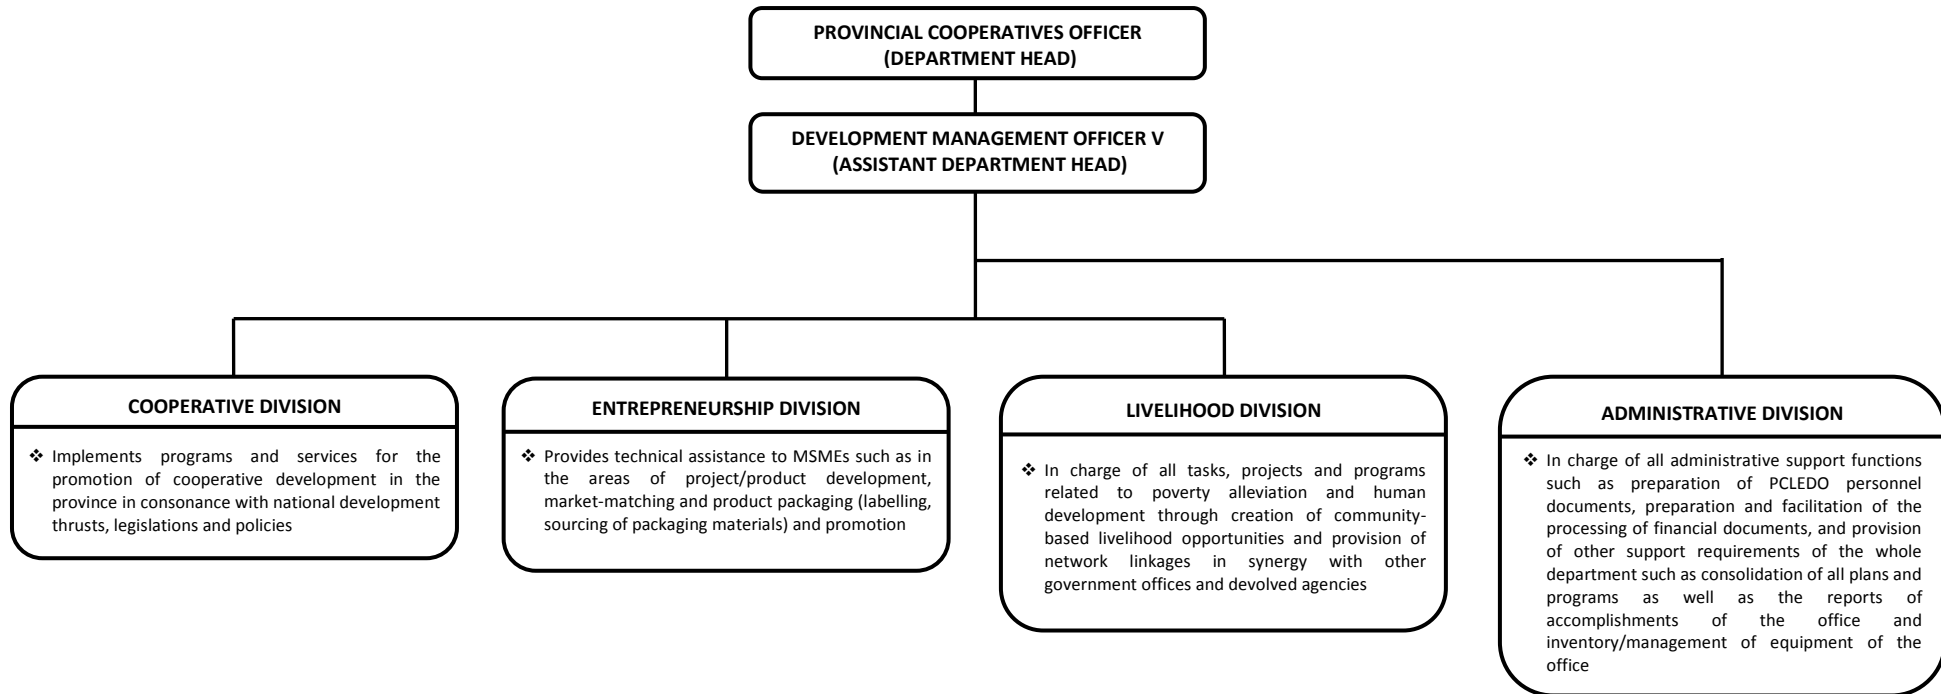 PROVINCIAL COOPERATIVES OFFICER
(DEPARTMENT HEAD)
DEVELOPMENT MANAGEMENT OFFICER V
(ASSISTANT DEPARTMENT HEAD)
COOPERATIVE DIVISION
❖ Implements programs and services for the
promotion of cooperative development in the
province in consonance with national development
thrusts, legislations and policies
ENTREPRENEURSHIP DIVISION
❖ Provides technical assistance to MSMEs such as in
the areas of project/product development,
market-matching and product packaging (labelling,
sourcing of packaging materials) and promotion
LIVELIHOOD DIVISION
❖ In charge of all tasks, projects and programs
related to poverty alleviation and human
development through creation of community-
based livelihood opportunities and provision of
network linkages in synergy with other
government offices and devolved agencies
ADMINISTRATIVE DIVISION
❖ In charge of all administrative support functions
such as preparation of PCLEDO personnel
documents, preparation and facilitation of the
processing of financial documents, and provision
of other support requirements of the whole
department such as consolidation of all plans and
programs as well as the reports of
accomplishments of the office and
inventory/management of equipment of the
office